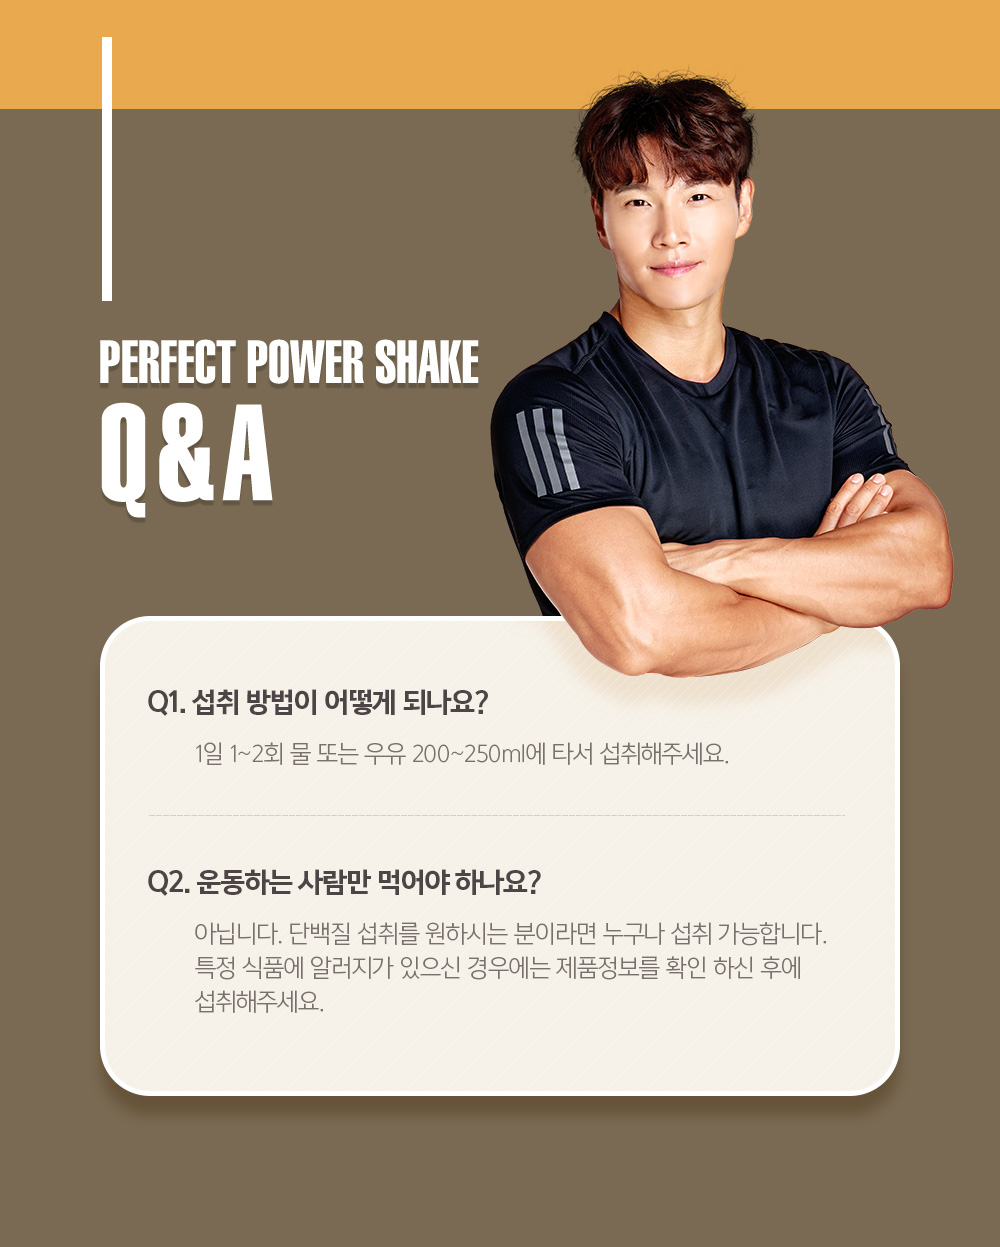 PERFECT POWER SHAKE
Q&A
Q1. 섭취 방법이 어떻게 되나요?
1일 1~2회 물 또는 우유 200~250ml에 타서 섭취해주세요.
Q2. 운동하는 사람만 먹어야 하나요?
아닙니다. 단백질 섭취를 원하시는 분이라면 누구나 섭취 가능합니다.
특정 식품에 알러지가 있으신 경우에는 제품정보를 확인 하신 후에
섭취해주세요.